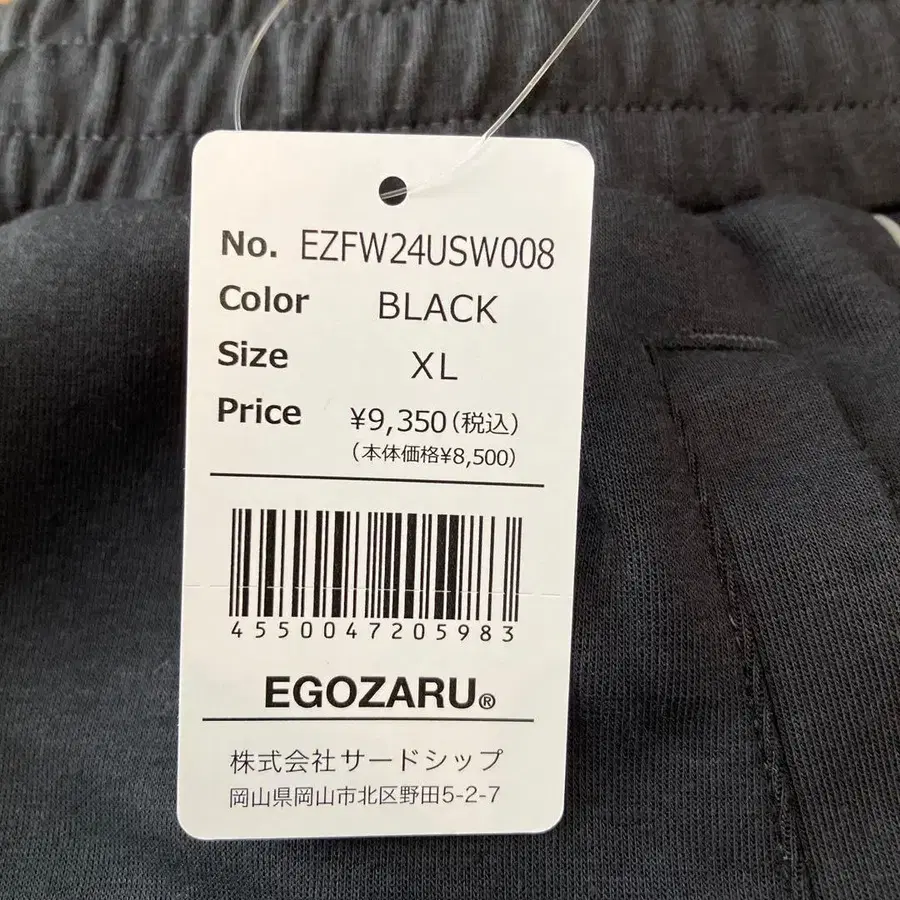 No. EZFW24USW008
Color BLACK
Size XL
Price ¥9,350(税込)
(本体価格¥8,500)
4550047205983
EGOZARU®
株式会社サードシップ
岡山県岡山市北区野田5-2-7